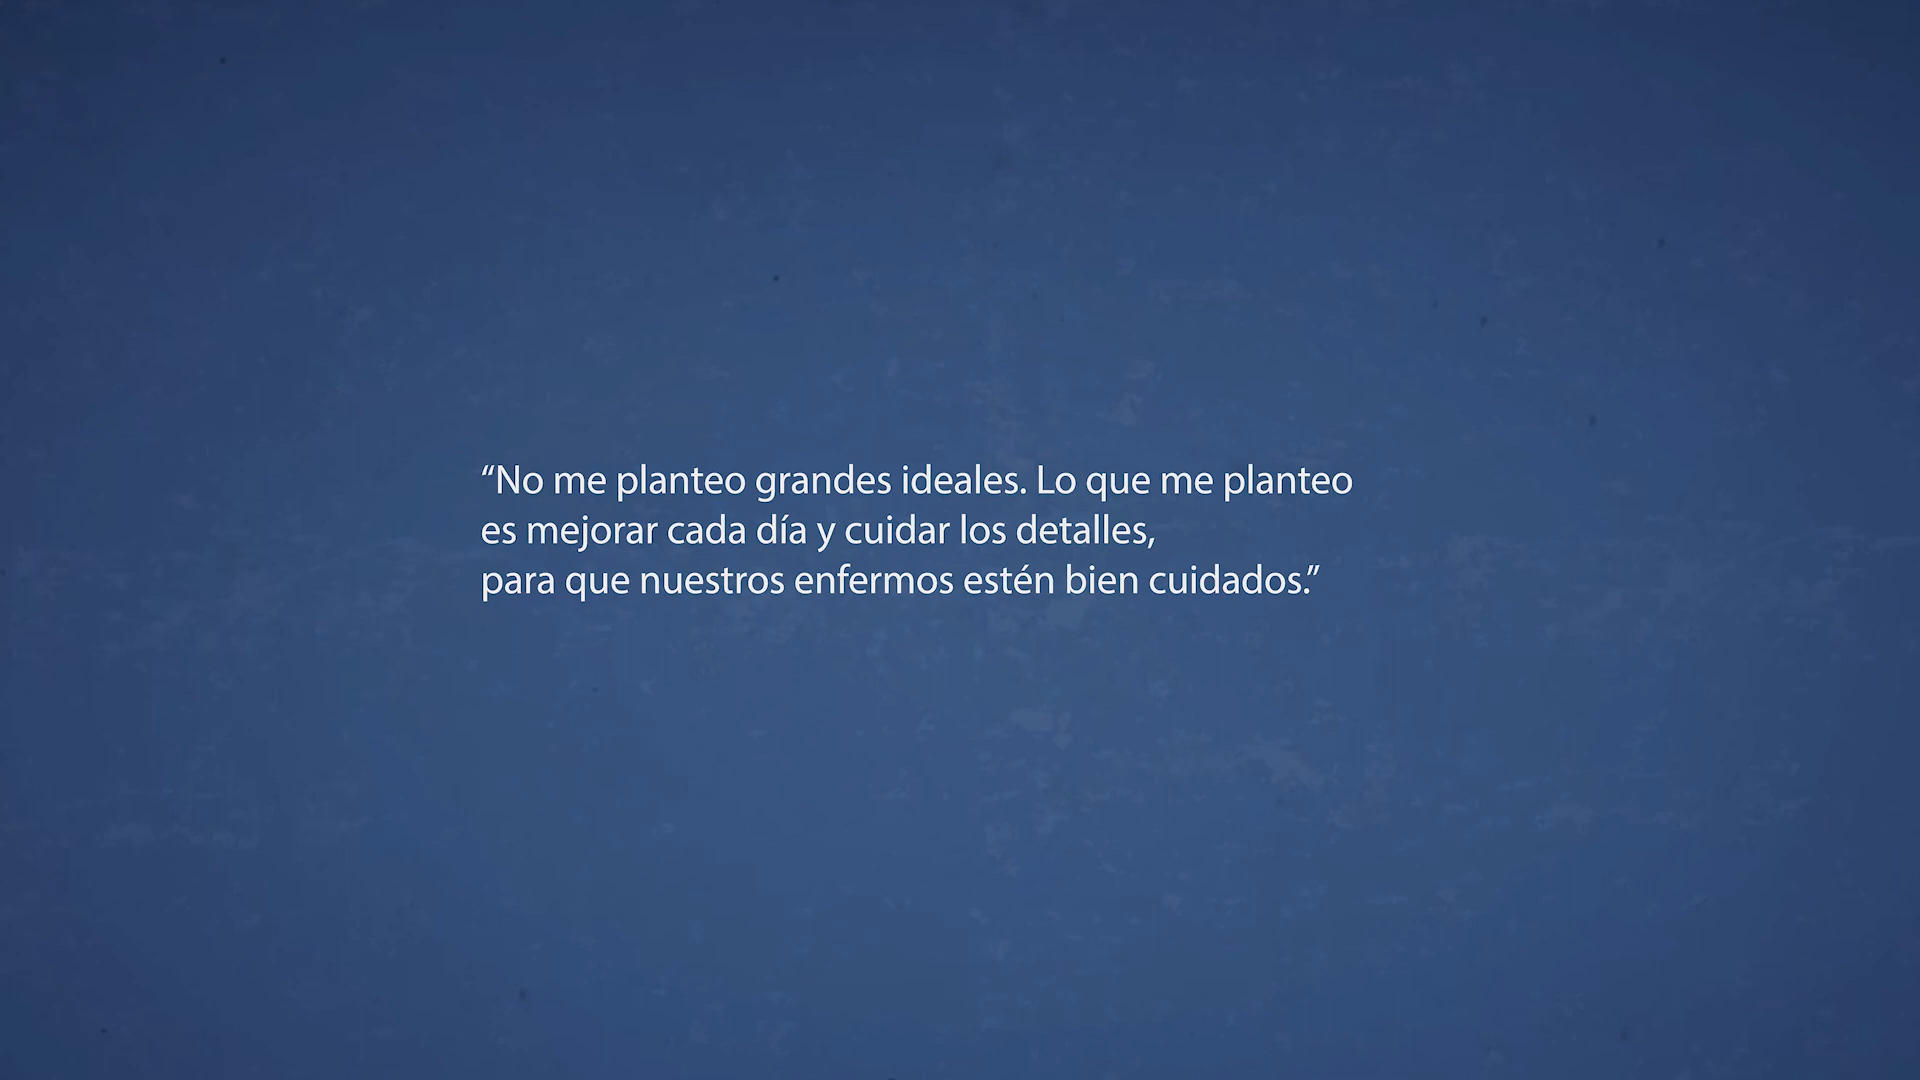 “No me planteo grandes ideales. Lo que me planteo
es mejorar cada día y cuidar los detalles,
para que nuestros enfermos estén bien cuidados.”